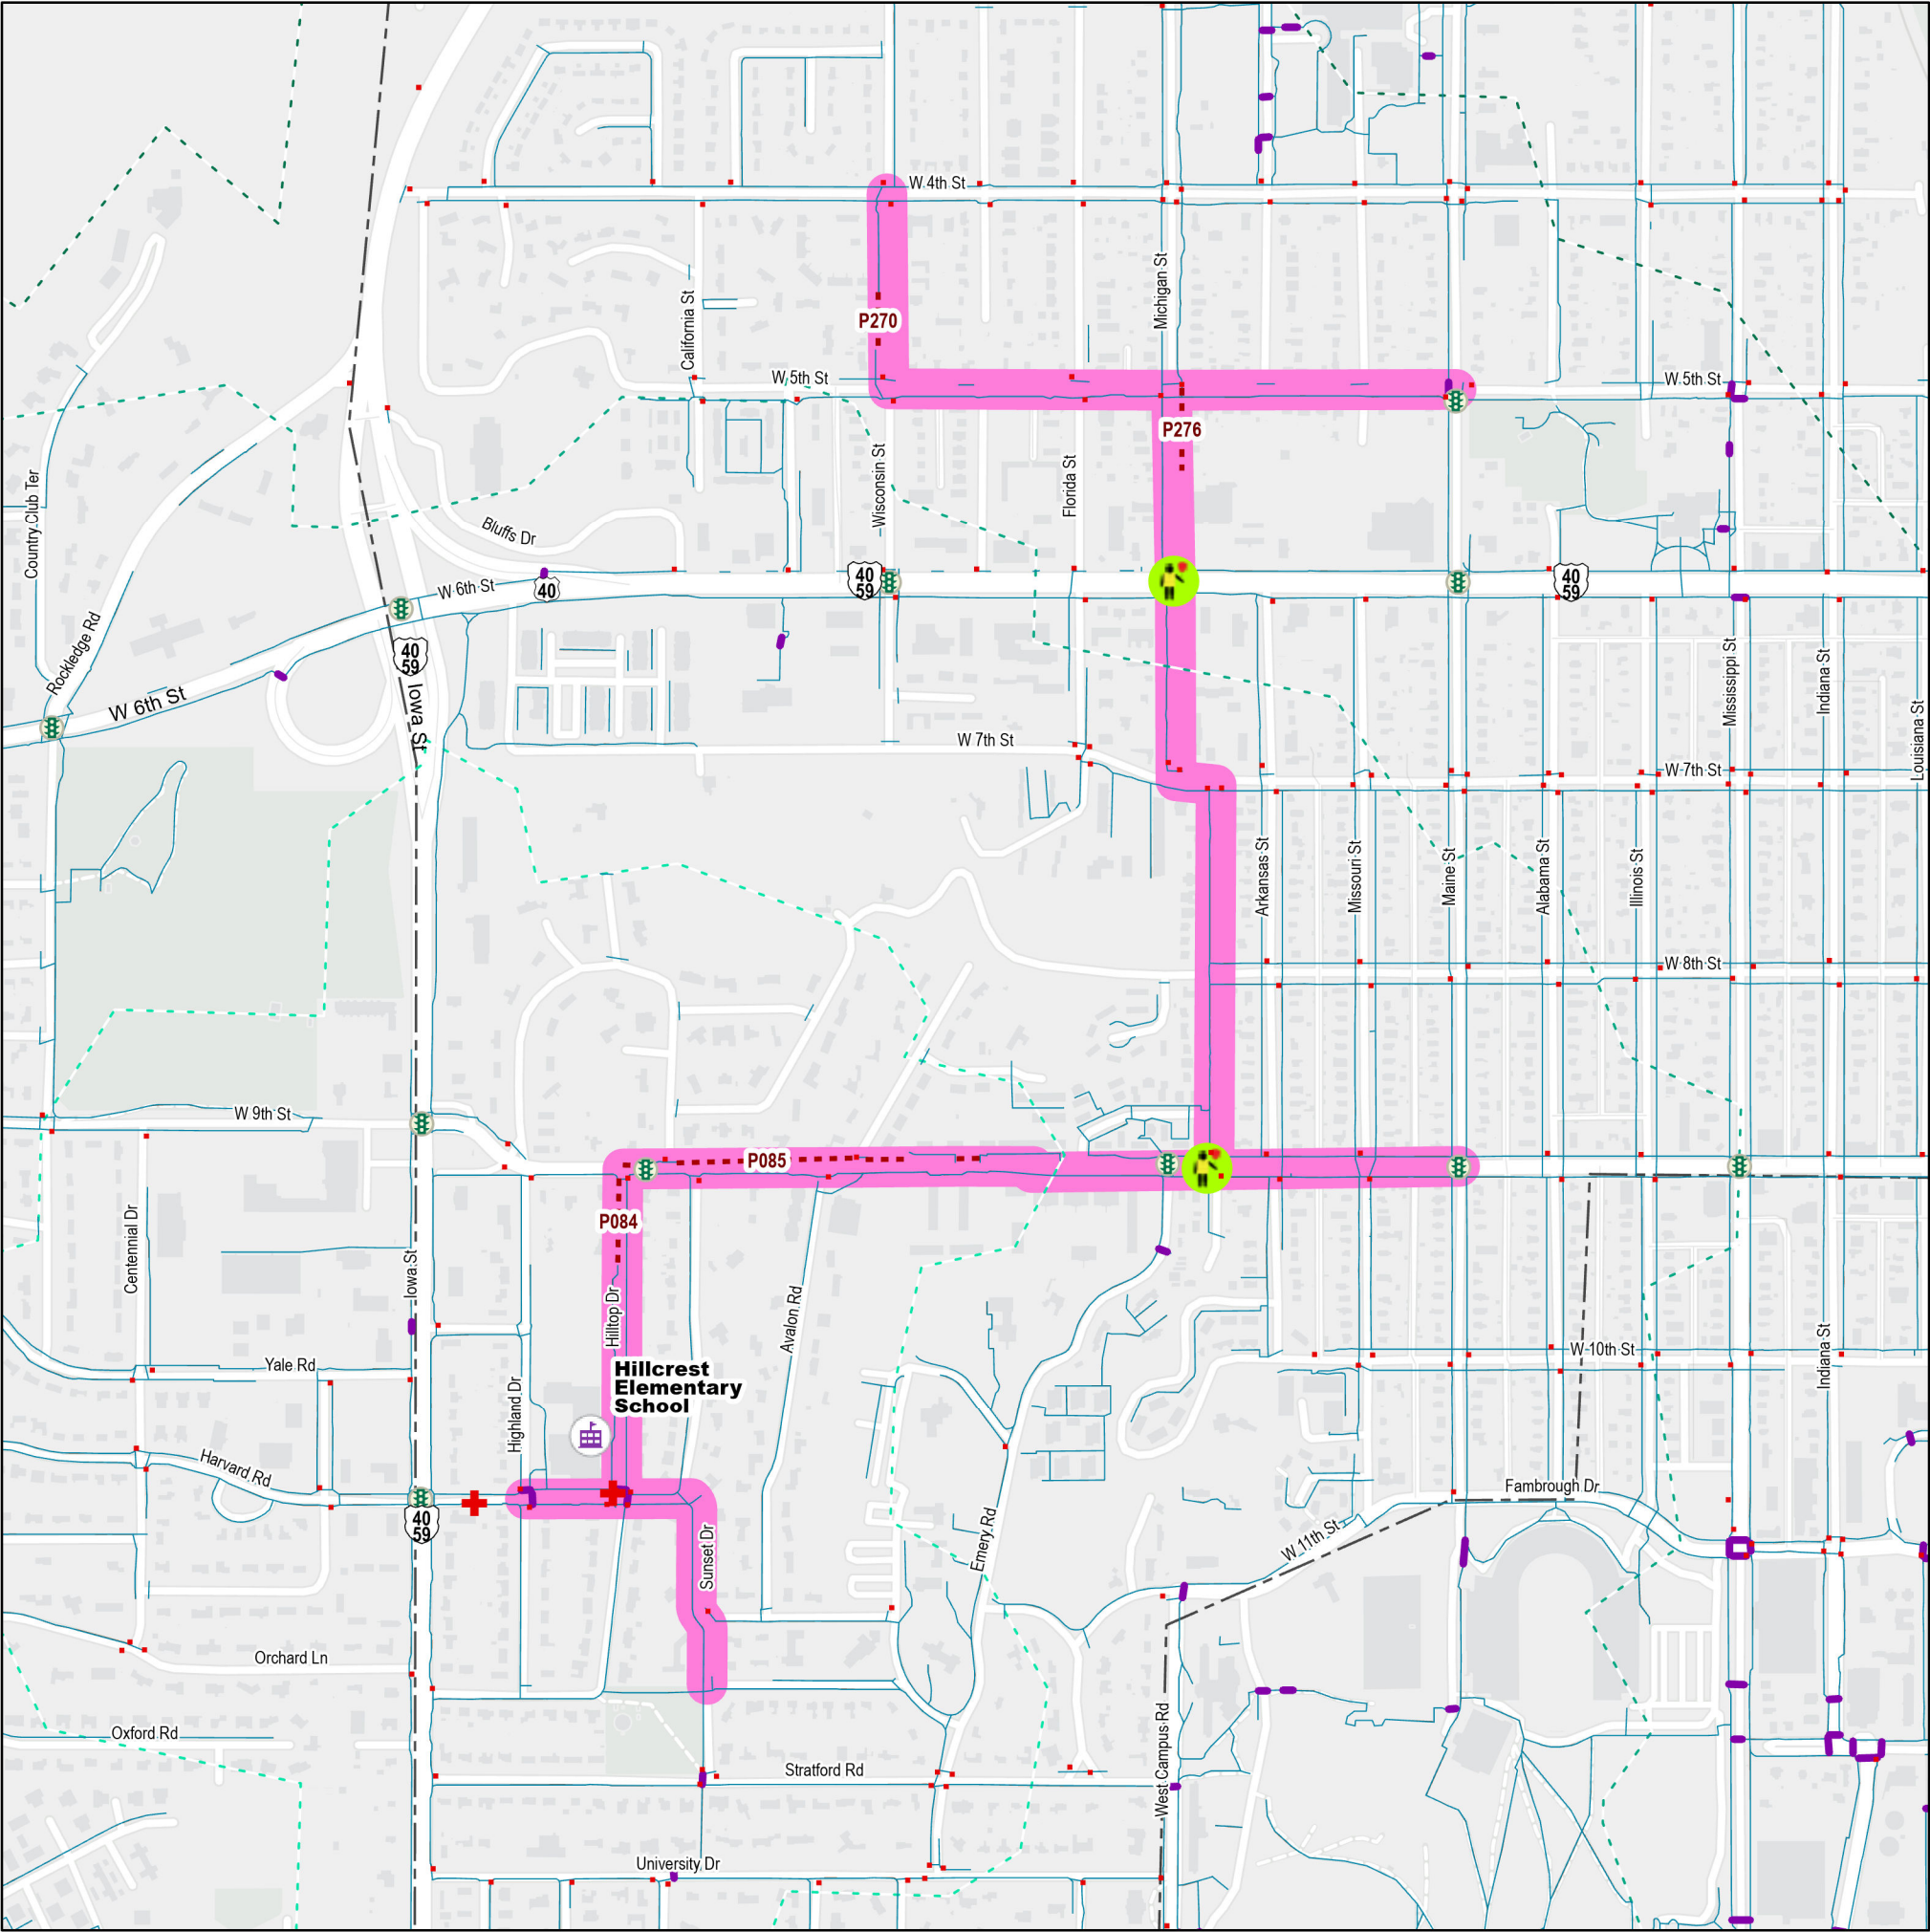 W 4th St
Michigan St
California St
P270
W 5th St
W 5th St
P276
Wisconsin St
Florida St
Country Club Ter
Bluffs Dr
W 6th St
40
40
59
40
59
Rockledge Rd
40
59
Mississippi St
Indiana St
W 6th St
Iowa St
Louisiana St
W 7th St
W 7th St
Arkansas St
Missouri St
Maine St
Alabama St
Illinois St
W 8th St
W 9th St
P085
P084
Centennial Dr
Iowa St
Hilltop Dr
Avalon Rd
W 10th St
Indiana St
Yale Rd
Hillcrest
Elementary
School
Highland Dr
Harvard Rd
Fambrough Dr
40
59
Sunset Dr
Emery Rd
W 11th St
Orchard Ln
Oxford Rd
West Campus Rd
Stratford Rd
University Dr